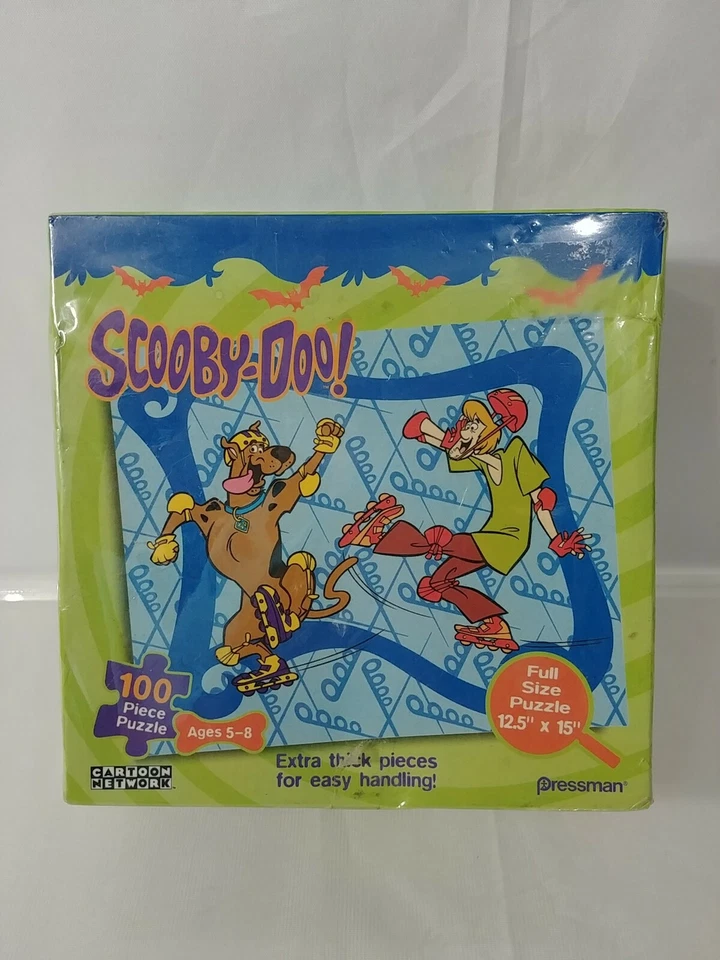 SCOOBY-DOO!
100
Piece
Puzzle
Ages 5-8
Full
Size
Puzzle
12.5" x 15"
Extra thick pieces
for easy handling!
CARTOON
NETWORK™
Pressman®